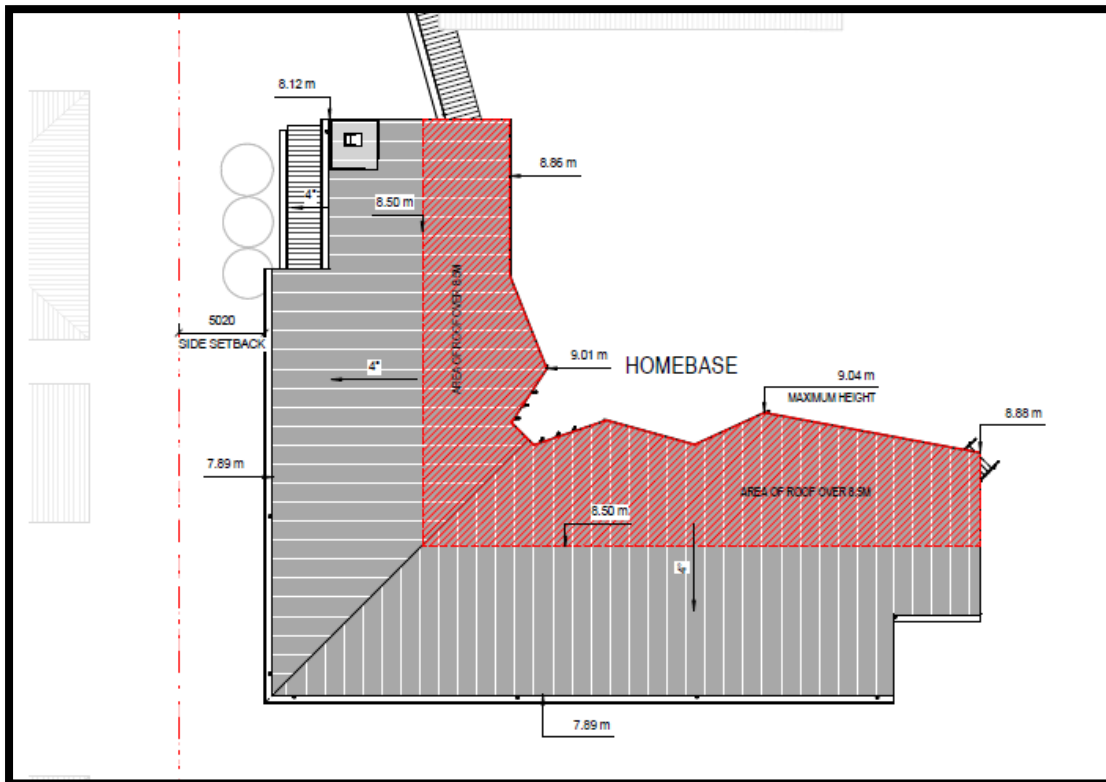 8.12 m
8.86 m
4°
8.50 m
AREA OF ROOF OVER 8.5M
5020
SIDE SETBACK
9.01 m
HOMEBASE
4°
9.04 m
MAXIMUM HEIGHT
8.88 m
7.89 m
AREA OF ROOF OVER 8.5M
8.50 m
4°
7.89 m